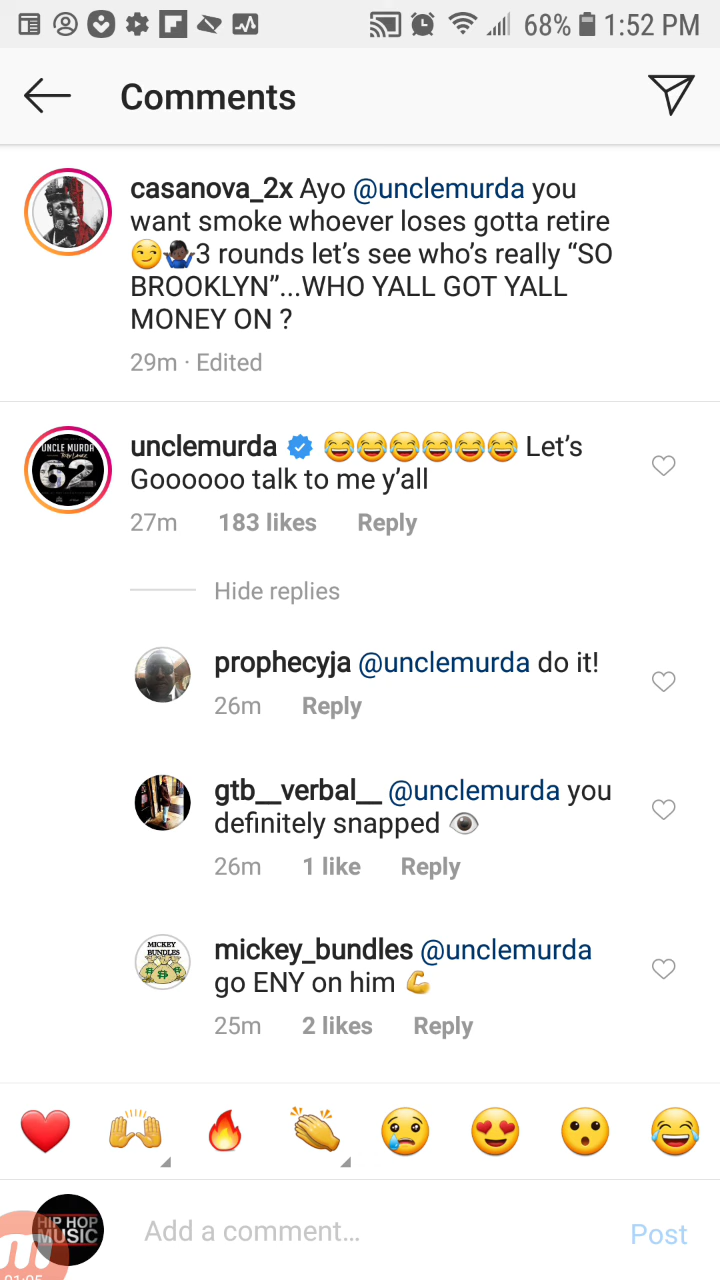 68% 1:52 PM
Comments
casanova_2x Ayo @unclemurda you
want smoke whoever loses gotta retire
😏🤷🏿‍♂️3 rounds let's see who's really “SO
BROOKLYN”...WHO YALL GOT YALL
MONEY ON ?
29m · Edited
UNCLE MURDA
62
unclemurda 😂😂😂😂😂😂 Let's
Goooooo talk to me y'all
27m 183 likes Reply
Hide replies
prophecyja @unclemurda do it!
26m Reply
gtb__verbal__ @unclemurda you
definitely snapped 👁
26m 1 like Reply
MICKEY
BUNDLES
mickey_bundles @unclemurda
go ENY on him 💪
25m 2 likes Reply
❤️ 🙌 🔥 👏 😢 😍 😮 😂
HIP HOP
MUSIC
Add a comment...
Post
01:05